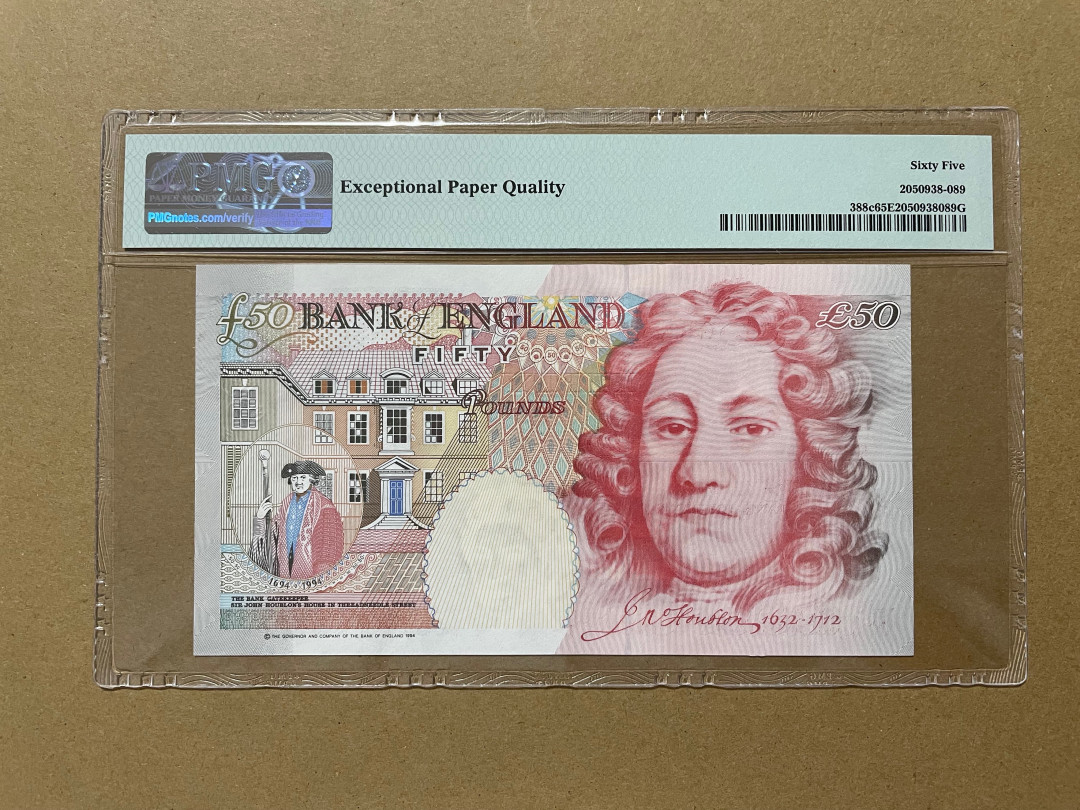 PMG
PAPER MONEY GUARANTY
PMGnotes.com/verify
Exceptional Paper Quality
Sixty Five
2050938-089
388c65E2050938089G
£50 BANK of ENGLAND £50
FIFTY
POUNDS
1694 • 1994
THE BANK GATEKEEPER
SIR JOHN HOUBLON'S HOUSE IN THREADNEEDLE STREET
© THE GOVERNOR AND COMPANY OF THE BANK OF ENGLAND 1994
Jno Houblon 1632-1712